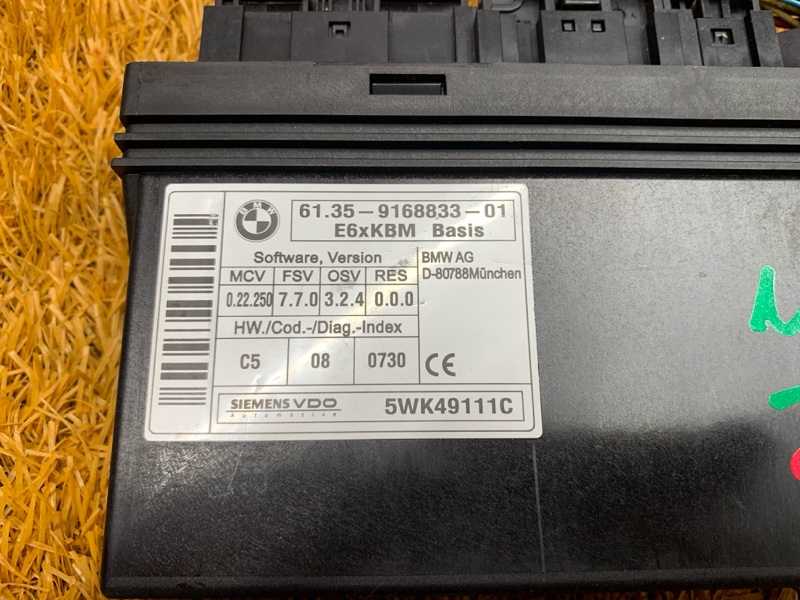 BMW
61.35-9168833-01
E6xKBM Basis
Software, Version
MCV FSV OSV RES
0.22.250 7.7.0 3.2.4 0.0.0
HW./Cod.-/Diag.-Index
C5 08 0730
BMW AG
D-80788München
CE
SIEMENS VDO
Automotive
5WK49111C